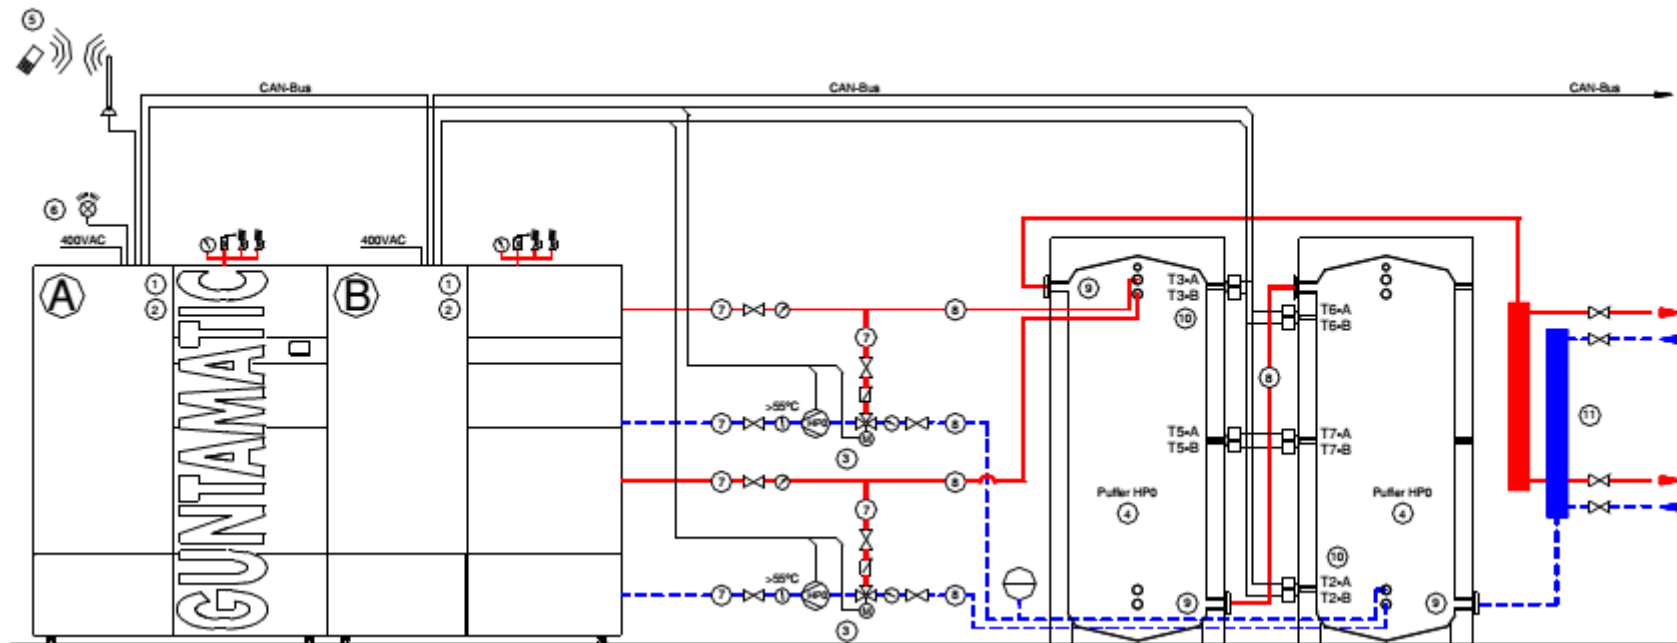 5
CAN-Bus CAN-Bus CAN-Bus
6
400VAC 400VAC
A 1 B 1
2 2
GUNTAMATIC
9 T3-A
T3-B
10
T6-A
T6-B
7 8
7
8
>55°C
7 HP0 8
M
3
11
T5-A T7-A
T5-B T7-B
7 8
Puffer HP0 Puffer HP0
4 4
7
10
>55°C
7 HP0 8
M
3
T2-A
T2-B
9 9